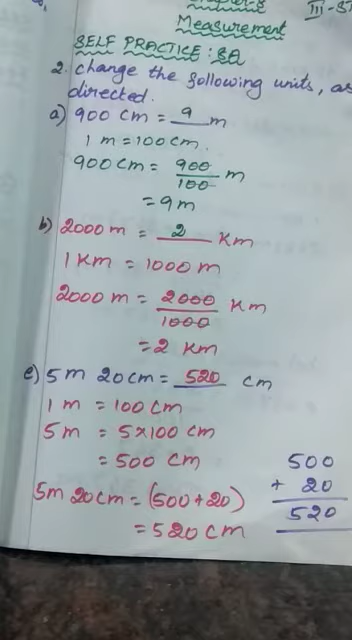 Measurement III-S
SELF PRACTICE : 8A
2. change the following units, as
directed.
a) 900 cm = 9 m
1 m = 100 cm.
900 cm = 900/100 m
= 9 m
b) 2000 m = 2 Km
1 Km = 1000 m
2000 m = 2000/1000 Km
= 2 Km
c) 5 m 20 cm = 520 cm
1 m = 100 cm
5 m = 5×100 cm
= 500 cm
5m 20 cm = (500+20)
= 520 cm
500
+ 20
520